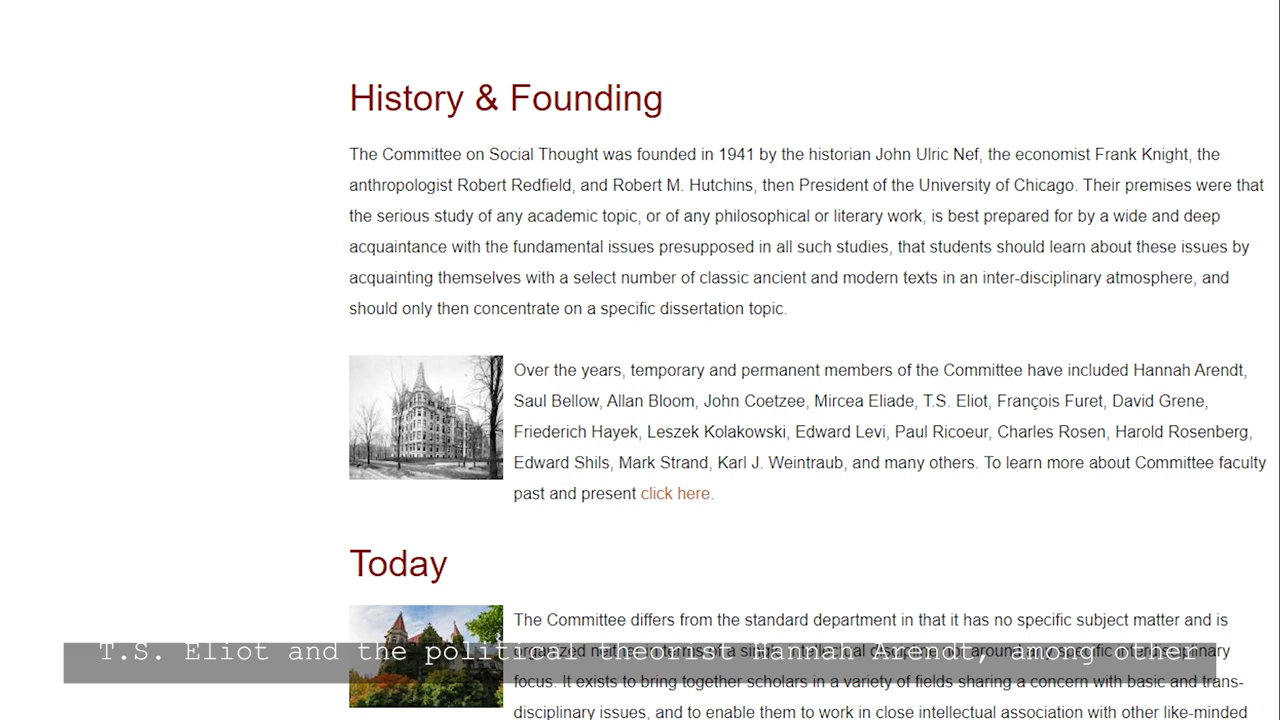 History & Founding
The Committee on Social Thought was founded in 1941 by the historian John Ulric Nef, the economist Frank Knight, the
anthropologist Robert Redfield, and Robert M. Hutchins, then President of the University of Chicago. Their premises were that
the serious study of any academic topic, or of any philosophical or literary work, is best prepared for by a wide and deep
acquaintance with the fundamental issues presupposed in all such studies, that students should learn about these issues by
acquainting themselves with a select number of classic ancient and modern texts in an inter-disciplinary atmosphere, and
should only then concentrate on a specific dissertation topic.
Over the years, temporary and permanent members of the Committee have included Hannah Arendt,
Saul Bellow, Allan Bloom, John Coetzee, Mircea Eliade, T.S. Eliot, François Furet, David Grene,
Friederich Hayek, Leszek Kolakowski, Edward Levi, Paul Ricoeur, Charles Rosen, Harold Rosenberg,
Edward Shils, Mark Strand, Karl J. Weintraub, and many others. To learn more about Committee faculty
past and present click here.
Today
The Committee differs from the standard department in that it has no specific subject matter and is
T.S. Eliot and the political theorist Hannah Arendt, among other
focus. It exists to bring together scholars in a variety of fields sharing a concern with basic and trans-
disciplinary issues, and to enable them to work in close intellectual association with other like-minded